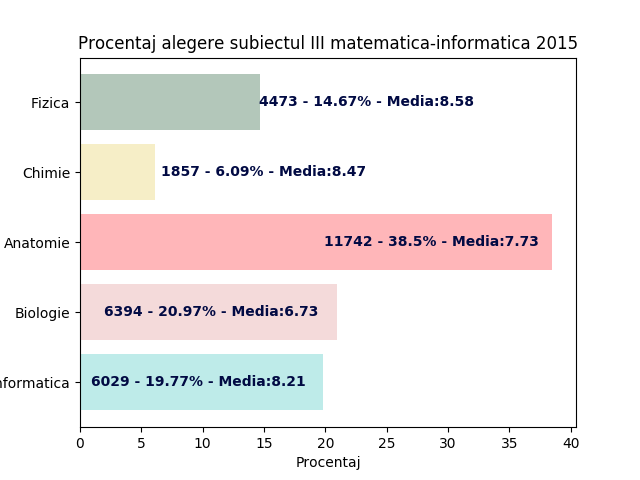 Procentaj alegere subiectul III matematica-informatica 2015
Fizica 4473 - 14.67% - Media:8.58
Chimie 1857 - 6.09% - Media:8.47
Anatomie 11742 - 38.5% - Media:7.73
Biologie 6394 - 20.97% - Media:6.73
nformatica 6029 - 19.77% - Media:8.21
0 5 10 15 20 25 30 35 40
Procentaj